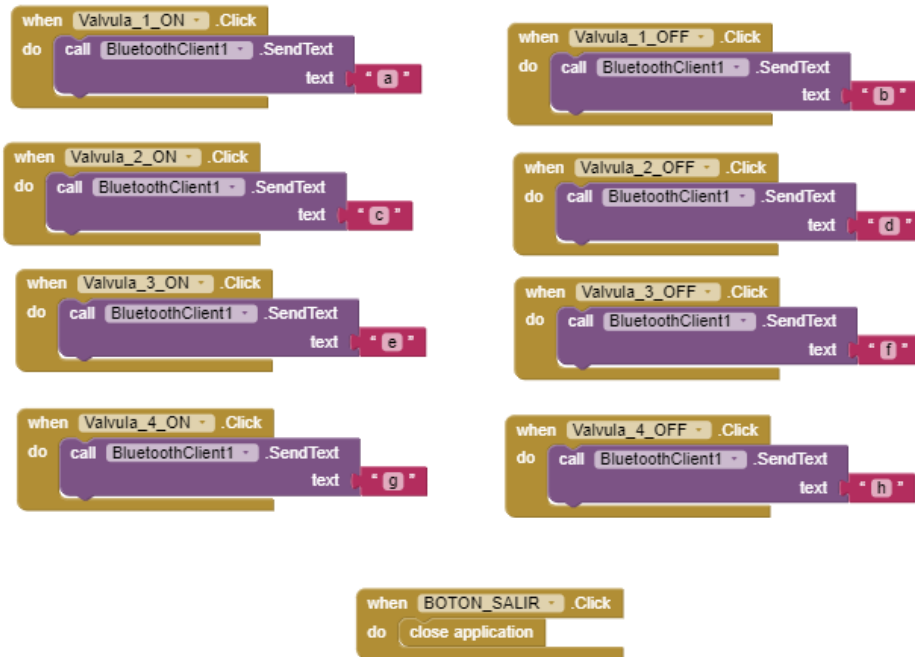 when Valvula_1_ON .Click
do call BluetoothClient1 .SendText
text " a "
when Valvula_1_OFF .Click
do call BluetoothClient1 .SendText
text " b "
when Valvula_2_ON .Click
do call BluetoothClient1 .SendText
text " c "
when Valvula_2_OFF .Click
do call BluetoothClient1 .SendText
text " d "
when Valvula_3_ON .Click
do call BluetoothClient1 .SendText
text " e "
when Valvula_3_OFF .Click
do call BluetoothClient1 .SendText
text " f "
when Valvula_4_ON .Click
do call BluetoothClient1 .SendText
text " g "
when Valvula_4_OFF .Click
do call BluetoothClient1 .SendText
text " h "
when BOTON_SALIR .Click
do close application